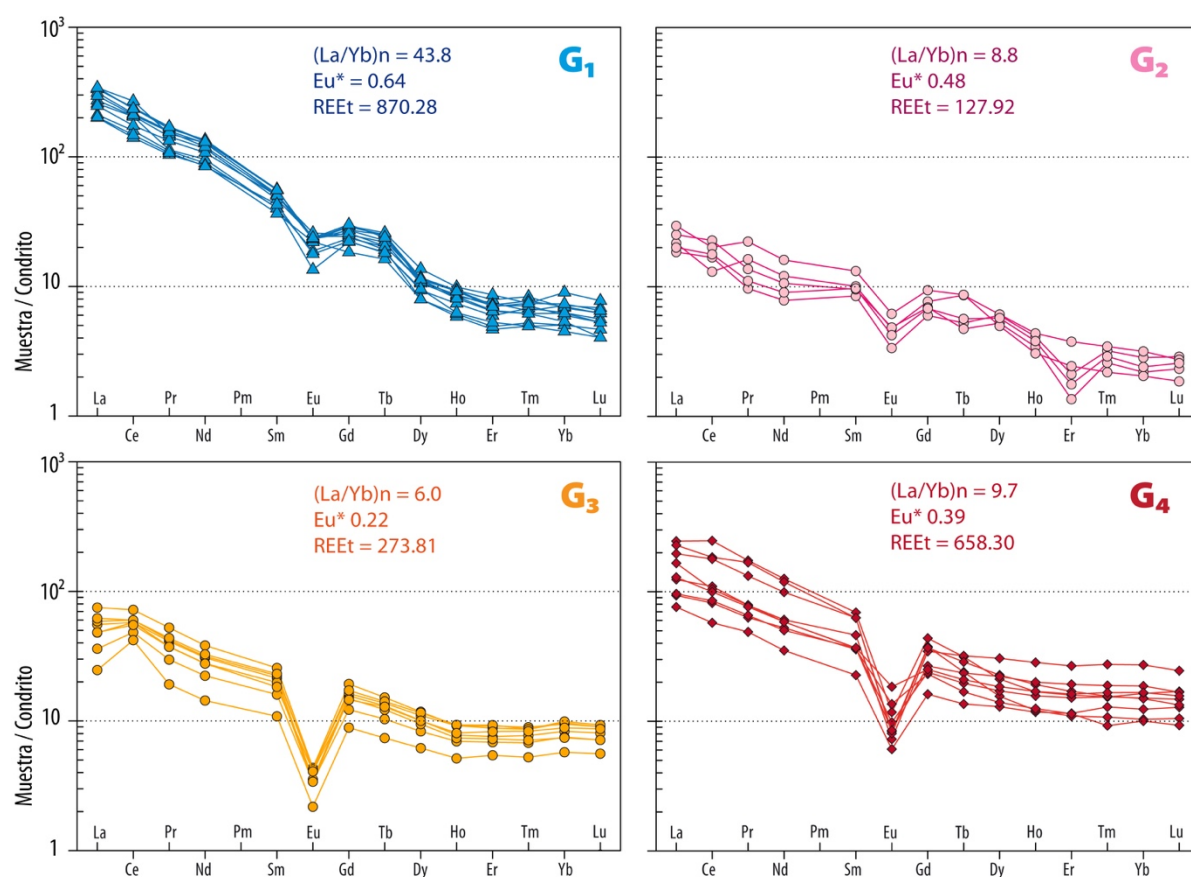 Muestra / Condrito
10³
10²
10
1
(La/Yb)n = 43.8
Eu* = 0.64
REEt = 870.28
G₁
La Pr Pm Eu Tb Ho Tm Lu
Ce Nd Sm Gd Dy Er Yb
(La/Yb)n = 8.8
Eu* 0.48
REEt = 127.92
G₂
La Pr Pm Eu Tb Ho Tm Lu
Ce Nd Sm Gd Dy Er Yb
Muestra / Condrito
10³
10²
10
1
(La/Yb)n = 6.0
Eu* 0.22
REEt = 273.81
G₃
La Pr Pm Eu Tb Ho Tm Lu
Ce Nd Sm Gd Dy Er Yb
(La/Yb)n = 9.7
Eu* 0.39
REEt = 658.30
G₄
La Pr Pm Eu Tb Ho Tm Lu
Ce Nd Sm Gd Dy Er Yb